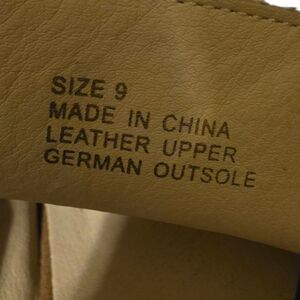 SIZE 9
MADE IN CHINA
LEATHER UPPER
GERMAN OUTSOLE